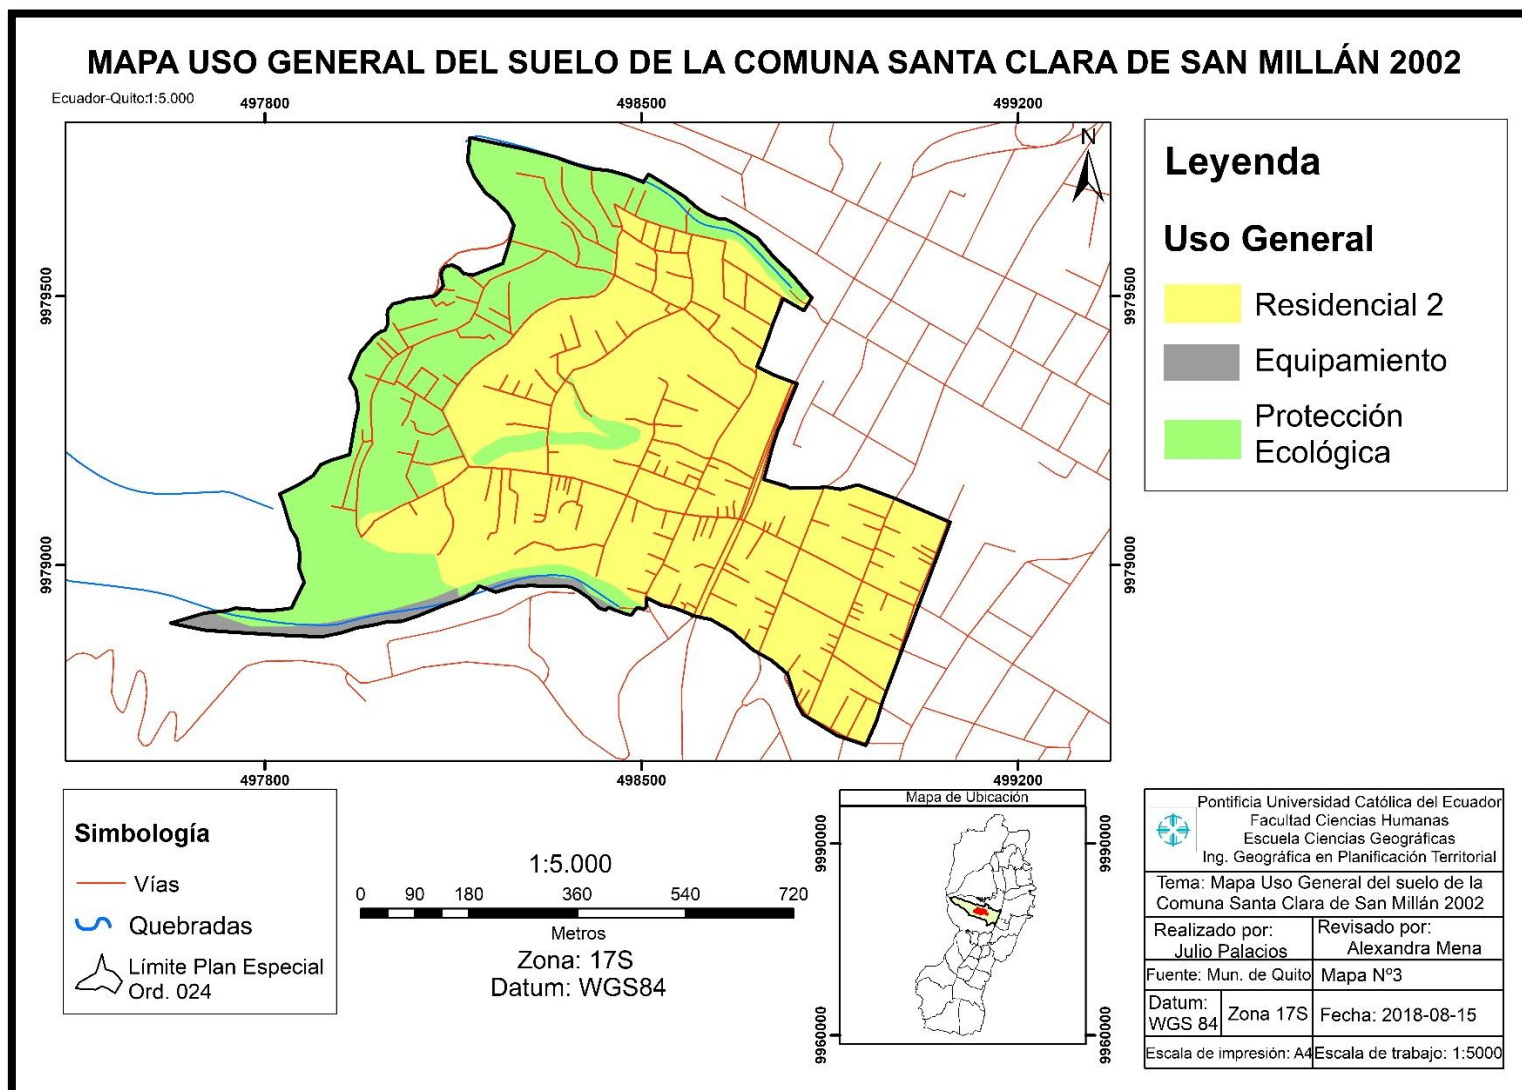 MAPA USO GENERAL DEL SUELO DE LA COMUNA SANTA CLARA DE SAN MILLÁN 2002
Ecuador-Quito:1:5.000
497800
498500
499200
N
9979500
9979500
9979000
9979000
497800
498500
499200
Leyenda
Uso General
Residencial 2
Equipamiento
Protección
Ecológica
Simbología
Vías
Quebradas
Límite Plan Especial
Ord. 024
1:5.000
0 90 180 360 540 720
Metros
Zona: 17S
Datum: WGS84
Mapa de Ubicación
9990000
9990000
9960000
9960000
Pontificia Universidad Católica del Ecuador
Facultad Ciencias Humanas
Escuela Ciencias Geográficas
Ing. Geográfica en Planificación Territorial
Tema: Mapa Uso General del suelo de la
Comuna Santa Clara de San Millán 2002
Realizado por:
Julio Palacios
Revisado por:
Alexandra Mena
Fuente: Mun. de Quito
Mapa Nº3
Datum:
WGS 84
Zona 17S
Fecha: 2018-08-15
Escala de impresión: A4
Escala de trabajo: 1:5000